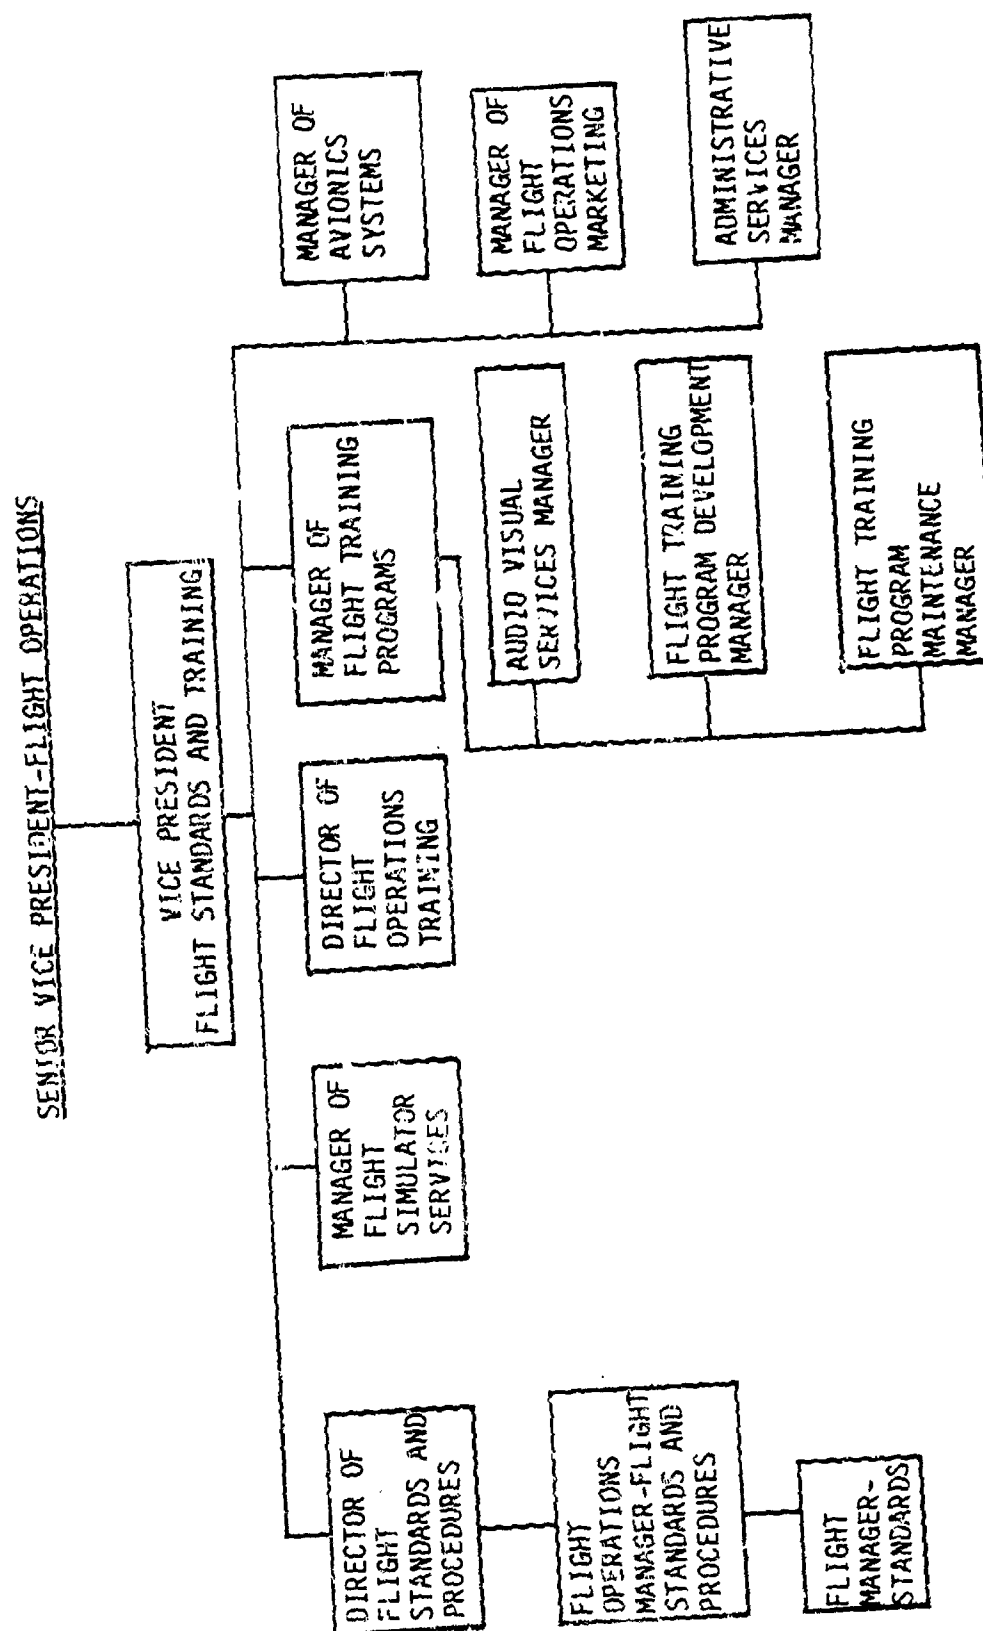 SENIOR VICE PRESIDENT-FLIGHT OPERATIONS
VICE PRESIDENT
FLIGHT STANDARDS AND TRAINING
DIRECTOR OF
FLIGHT
STANDARDS AND
PROCEDURES
FLIGHT
OPERATIONS
MANAGER-FLIGHT
STANDARDS AND
PROCEDURES
FLIGHT
MANAGER-
STANDARDS
MANAGER OF
FLIGHT
SIMULATOR
SERVICES
DIRECTOR OF
FLIGHT
OPERATIONS
TRAINING
MANAGER OF
FLIGHT TRAINING
PROGRAMS
AUDIO VISUAL
SERVICES MANAGER
FLIGHT TRAINING
PROGRAM DEVELOPMENT
MANAGER
FLIGHT TRAINING
PROGRAM
MAINTENANCE
MANAGER
MANAGER OF
AVIONICS
SYSTEMS
MANAGER OF
FLIGHT
OPERATIONS
MARKETING
ADMINISTRATIVE
SERVICES
MANAGER